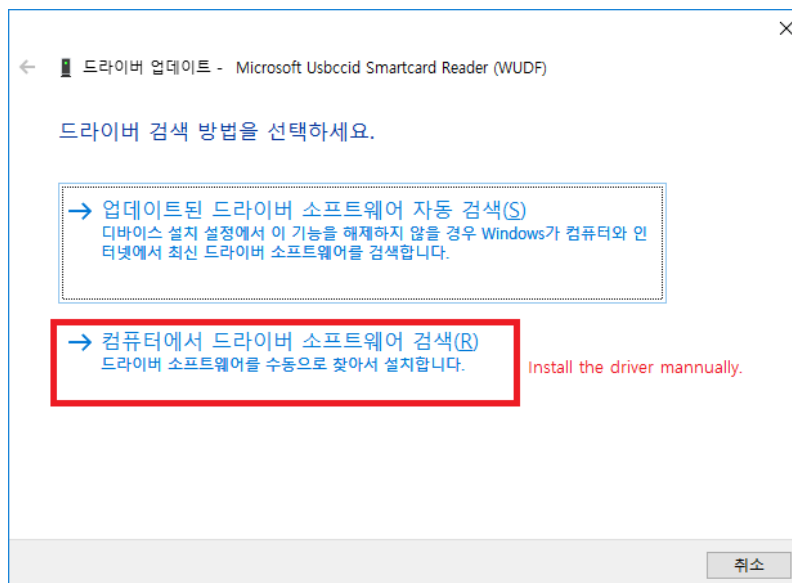 드라이버 업데이트 - Microsoft Usbccid Smartcard Reader (WUDF)
드라이버 검색 방법을 선택하세요.
업데이트된 드라이버 소프트웨어 자동 검색(S)
디바이스 설치 설정에서 이 기능을 해제하지 않을 경우 Windows가 컴퓨터와 인
터넷에서 최신 드라이버 소프트웨어를 검색합니다.
컴퓨터에서 드라이버 소프트웨어 검색(R)
드라이버 소프트웨어를 수동으로 찾아서 설치합니다.
Install the driver mannually.
취소